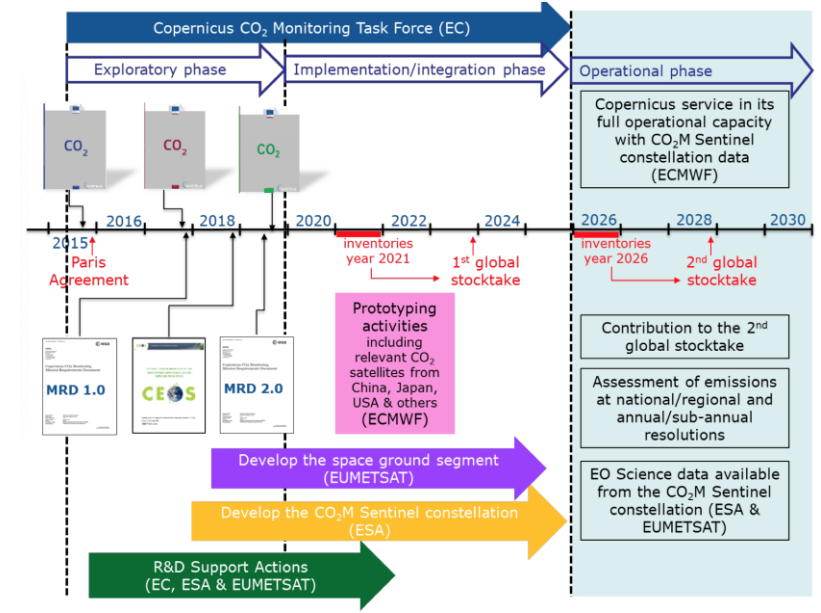 Copernicus CO₂ Monitoring Task Force (EC)
Exploratory phase
Implementation/integration phase
Operational phase
CO₂
CO₂
CO₂
Copernicus service in its
full operational capacity
with CO₂M Sentinel
constellation data
(ECMWF)
2015
2016
2018
2020
2022
2024
2026
2028
2030
Paris
Agreement
inventories
year 2021
1st global
stocktake
inventories
year 2026
2nd global
stocktake
MRD 1.0
CEOS
MRD 2.0
Prototyping
activities
including
relevant CO₂
satellites from
China, Japan,
USA & others
(ECMWF)
Contribution to the 2nd
global stocktake
Assessment of emissions
at national/regional and
annual/sub-annual
resolutions
EO Science data available
from the CO₂M Sentinel
constellation (ESA &
EUMETSAT)
Develop the space ground segment
(EUMETSAT)
Develop the CO₂M Sentinel constellation
(ESA)
R&D Support Actions
(EC, ESA & EUMETSAT)